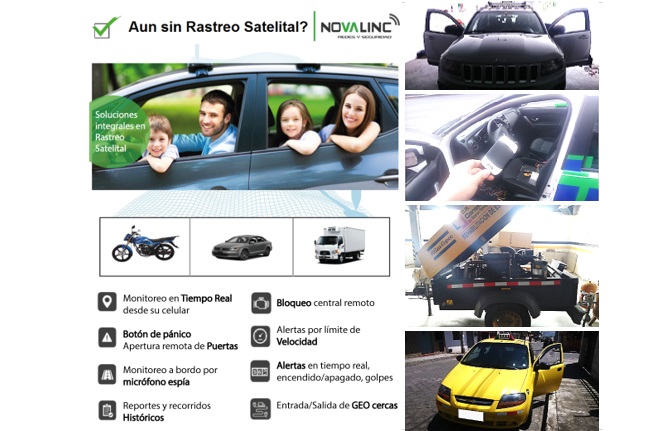 Aun sin Rastreo Satelital?
NOVALINC
REDES Y SEGURIDAD
Soluciones
integrales en
Rastreo
Satelital
Monitoreo en Tiempo Real
desde su celular
Botón de pánico
Apertura remota de Puertas
Monitoreo a bordo por
micrófono espía
Reportes y recorridos
Históricos
Bloqueo central remoto
Alertas por límite de
Velocidad
Alertas en tiempo real,
encendido/apagado, golpes
Entrada/Salida de GEO cercas